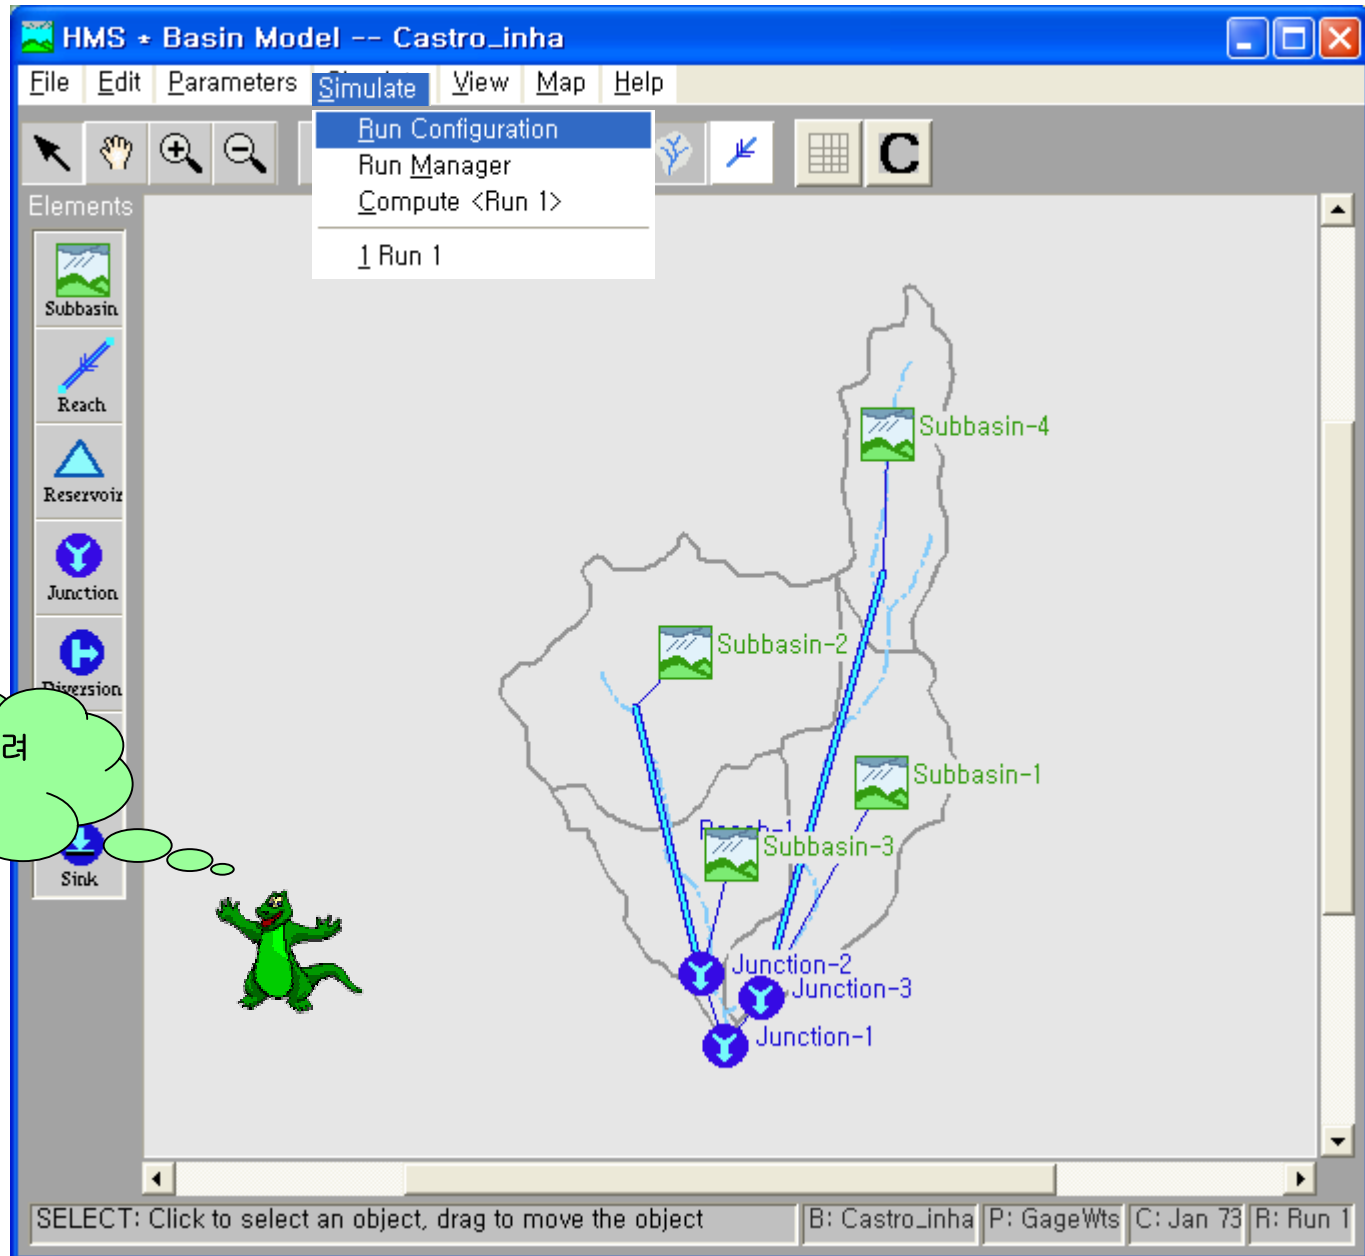 HMS * Basin Model -- Castro_inha
File Edit Parameters Simulate View Map Help
Run Configuration
Run Manager
Compute <Run 1>
1 Run 1
C
Elements
Subbasin
Reach
Reservoir
Junction
Diversion
려
Sink
Subbasin-4
Subbasin-2
Subbasin-1
Reach-1
Subbasin-3
Junction-2
Junction-3
Junction-1
SELECT: Click to select an object, drag to move the object B: Castro_inha P: GageWts C: Jan 73 R: Run 1